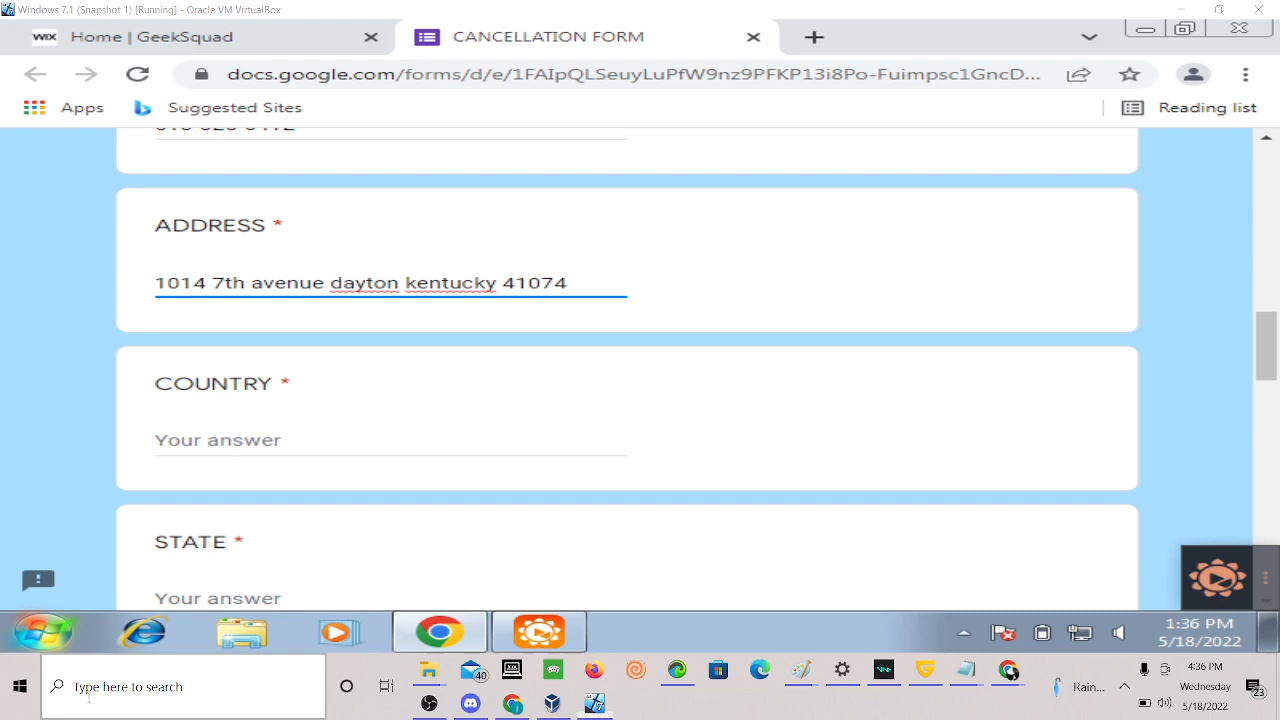 Windows 7.1 (Snapshot 1) [Running] - Oracle VM VirtualBox
WIX Home | GeekSquad
CANCELLATION FORM
docs.google.com/forms/d/e/1FAIpQLSeuyLuPfW9nz9PFKP13i8Po-Fuimpsc1GncD...
Apps
Suggested Sites
Reading list
ADDRESS *
1014 7th avenue dayton kentucky 41074
COUNTRY *
Your answer
STATE *
Your answer
1:36 PM
5/18/2022
Type here to search
40
Rain...
4:36 PM
Wednesday
5/18/2022
23